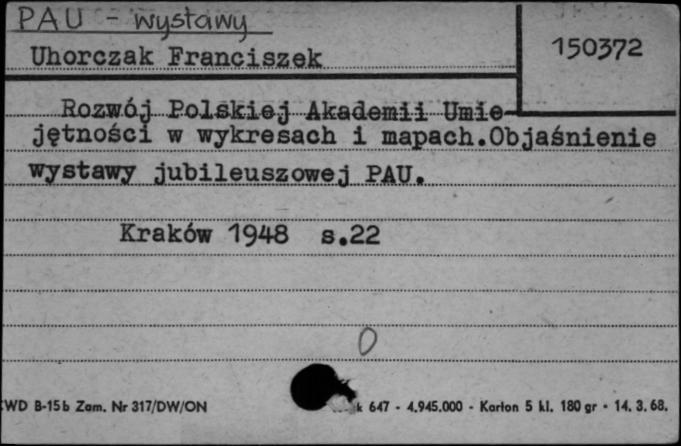 PAU - wystawy
Uhorczak Franciszek
150372
Rozwój Polskiej Akademii Umie-
jętności w wykresach i mapach.Objaśnienie
wystawy jubileuszowej PAU.
Kraków 1948 s.22
0
WD B-15b Zam. Nr 317/DW/ON
k 647 - 4.945.000 - Karton 5 kl. 180 gr - 14. 3. 68.